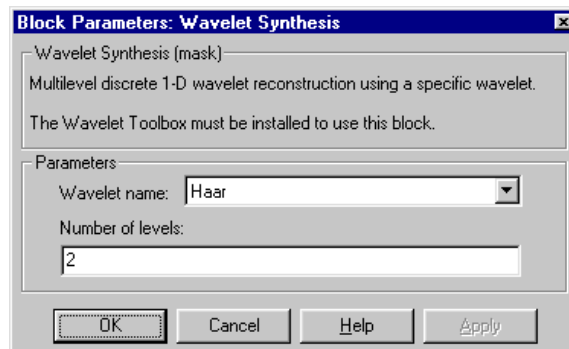 Block Parameters: Wavelet Synthesis
Wavelet Synthesis (mask)
Multilevel discrete 1-D wavelet reconstruction using a specific wavelet.
The Wavelet Toolbox must be installed to use this block.
Parameters
Wavelet name: Haar
Number of levels:
2
OK Cancel Help Apply